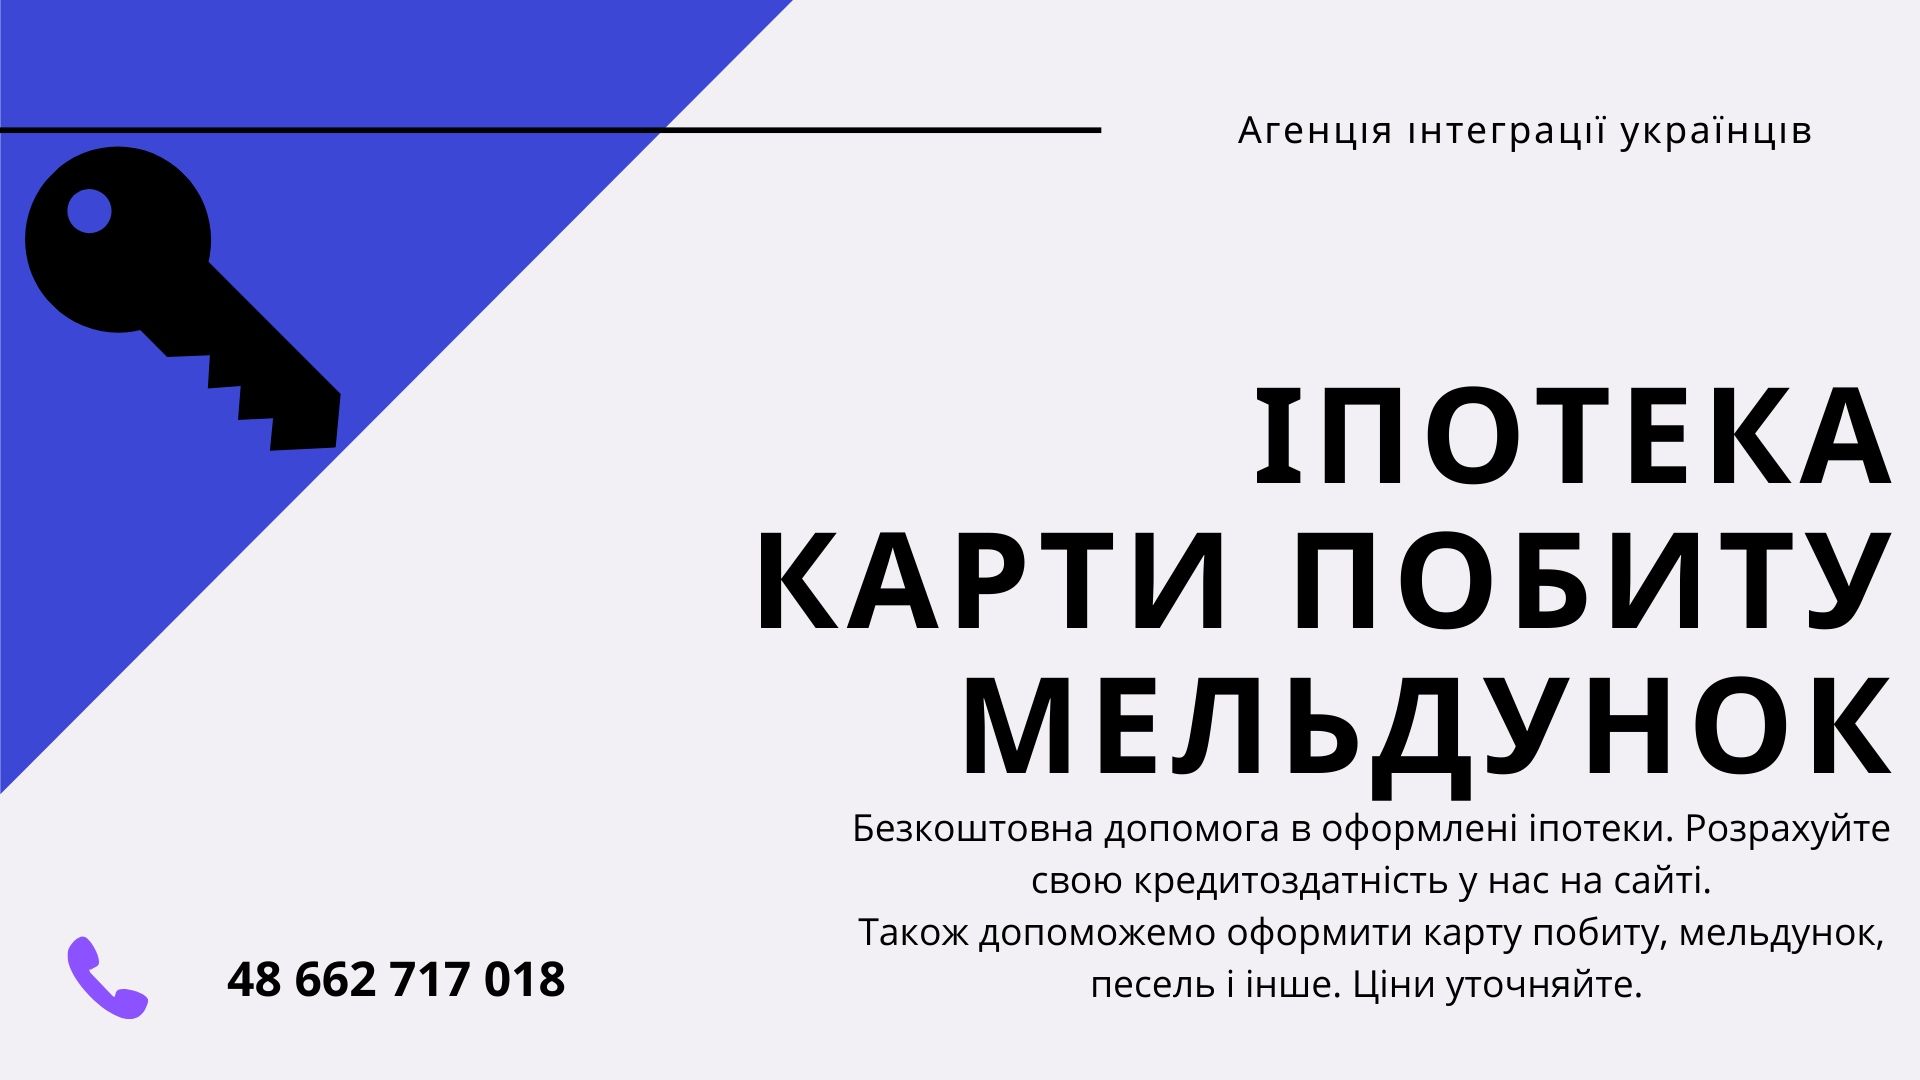 Агенція інтеграції українців
ІПОТЕКА
КАРТИ ПОБИТУ
МЕЛЬДУНОК
Безкоштовна допомога в оформлені іпотеки. Розрахуйте
свою кредитоздатність у нас на сайті.
Також допоможемо оформити карту побиту, мельдунок,
песель і інше. Ціни уточняйте.
48 662 717 018